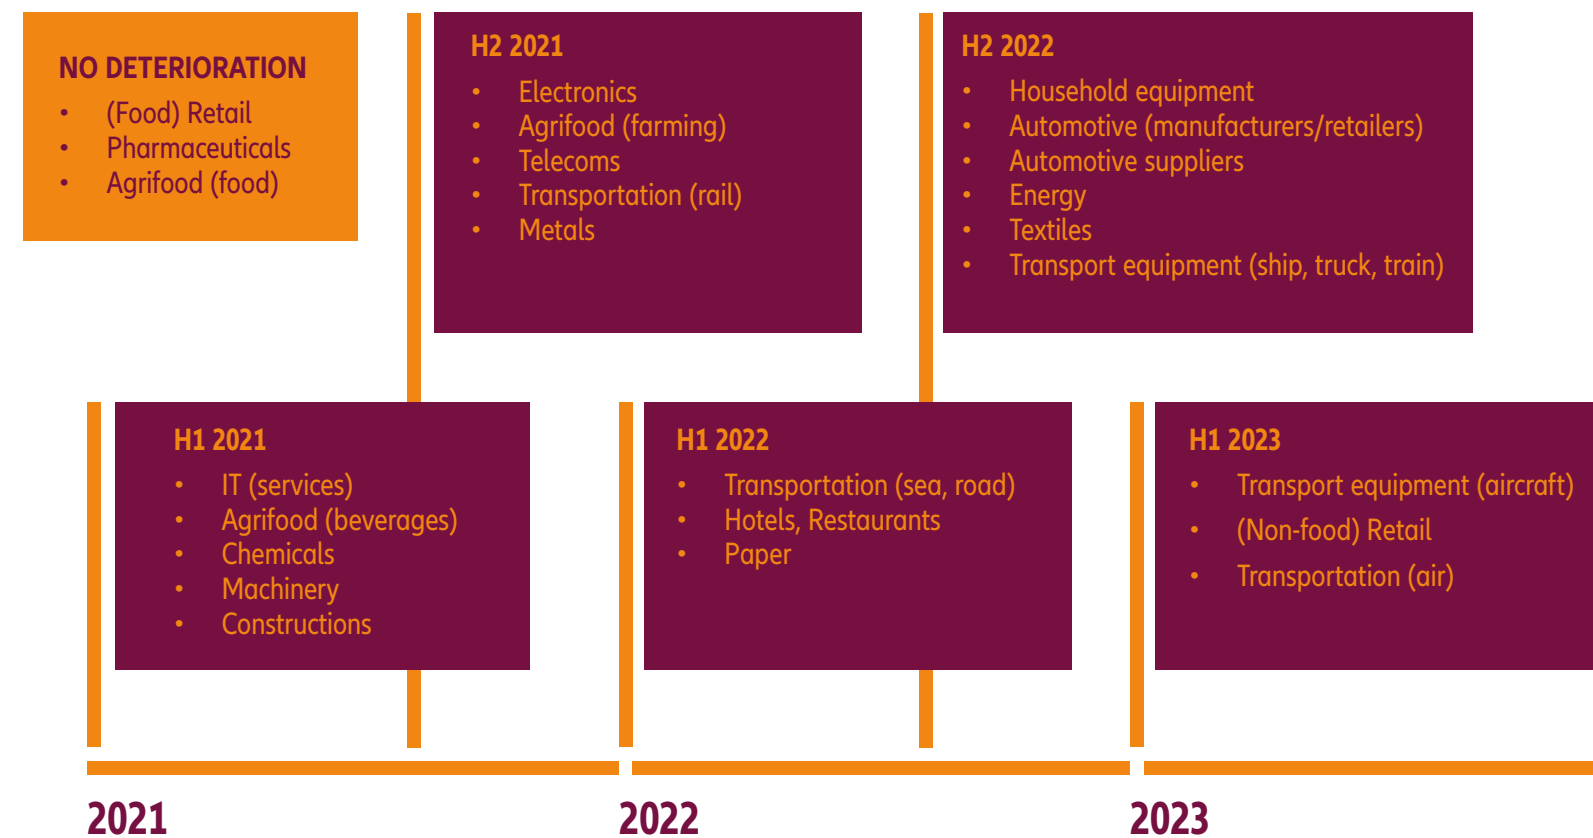 NO DETERIORATION
• (Food) Retail
• Pharmaceuticals
• Agrifood (food)
H2 2021
• Electronics
• Agrifood (farming)
• Telecoms
• Transportation (rail)
• Metals
H2 2022
• Household equipment
• Automotive (manufacturers/retailers)
• Automotive suppliers
• Energy
• Textiles
• Transport equipment (ship, truck, train)
H1 2021
• IT (services)
• Agrifood (beverages)
• Chemicals
• Machinery
• Constructions
H1 2022
• Transportation (sea, road)
• Hotels, Restaurants
• Paper
H1 2023
• Transport equipment (aircraft)
• (Non-food) Retail
• Transportation (air)
2021
2022
2023